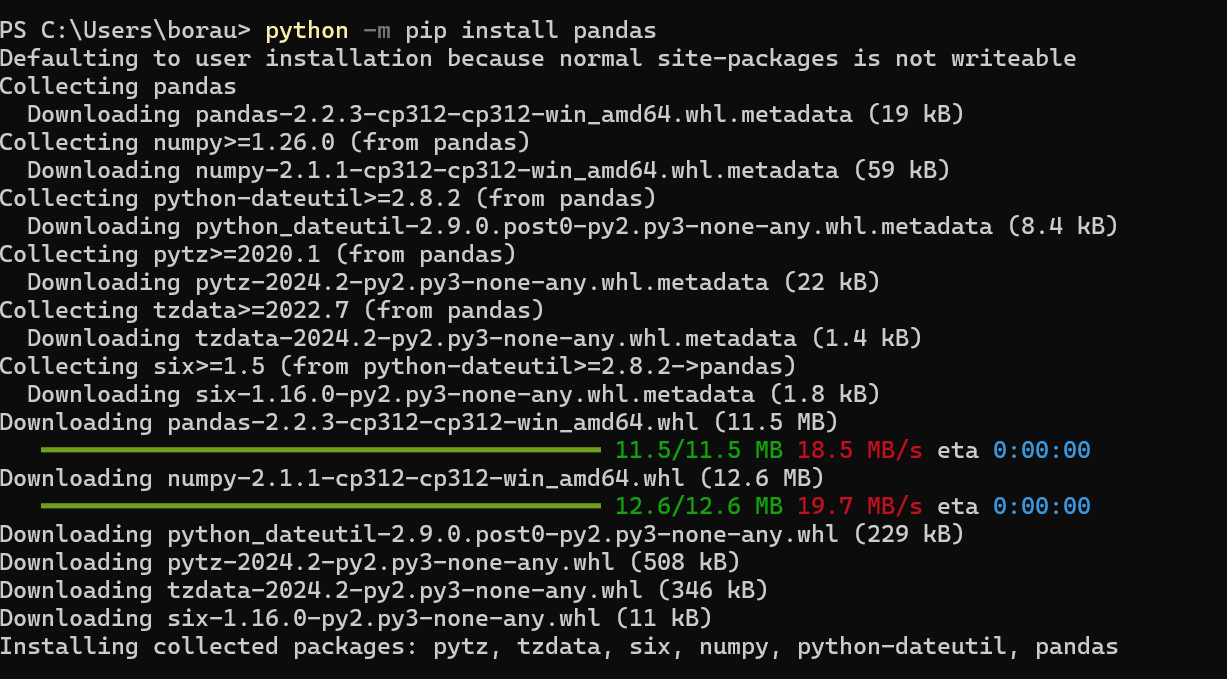 PS C:\Users\borau> python -m pip install pandas
Defaulting to user installation because normal site-packages is not writeable
Collecting pandas
  Downloading pandas-2.2.3-cp312-cp312-win_amd64.whl.metadata (19 kB)
Collecting numpy>=1.26.0 (from pandas)
  Downloading numpy-2.1.1-cp312-cp312-win_amd64.whl.metadata (59 kB)
Collecting python-dateutil>=2.8.2 (from pandas)
  Downloading python_dateutil-2.9.0.post0-py2.py3-none-any.whl.metadata (8.4 kB)
Collecting pytz>=2020.1 (from pandas)
  Downloading pytz-2024.2-py2.py3-none-any.whl.metadata (22 kB)
Collecting tzdata>=2022.7 (from pandas)
  Downloading tzdata-2024.2-py2.py3-none-any.whl.metadata (1.4 kB)
Collecting six>=1.5 (from python-dateutil>=2.8.2->pandas)
  Downloading six-1.16.0-py2.py3-none-any.whl.metadata (1.8 kB)
Downloading pandas-2.2.3-cp312-cp312-win_amd64.whl (11.5 MB)
   11.5/11.5 MB 18.5 MB/s eta 0:00:00
Downloading numpy-2.1.1-cp312-cp312-win_amd64.whl (12.6 MB)
   12.6/12.6 MB 19.7 MB/s eta 0:00:00
Downloading python_dateutil-2.9.0.post0-py2.py3-none-any.whl (229 kB)
Downloading pytz-2024.2-py2.py3-none-any.whl (508 kB)
Downloading tzdata-2024.2-py2.py3-none-any.whl (346 kB)
Downloading six-1.16.0-py2.py3-none-any.whl (11 kB)
Installing collected packages: pytz, tzdata, six, numpy, python-dateutil, pandas